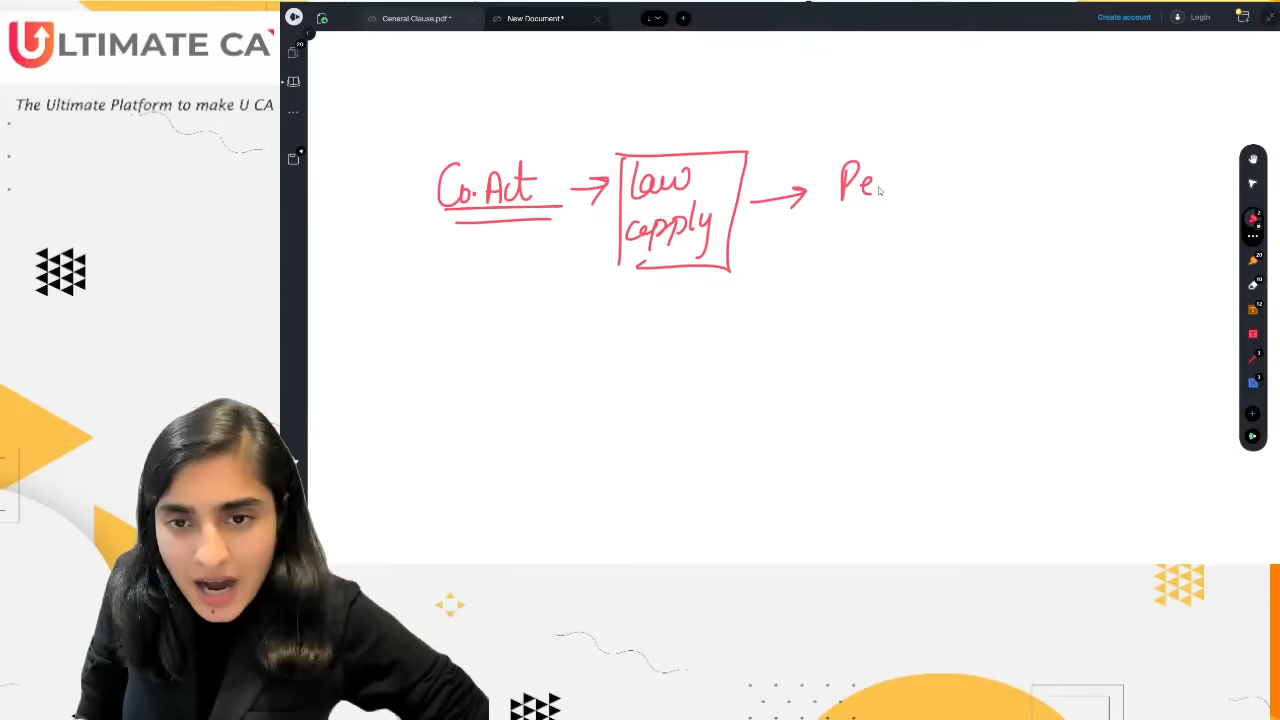 General Clause.pdf *
New Document*
Create account
Login
ULTIMATE CA
The Ultimate Platform to make U CA
Co. Act → law apply → Pe